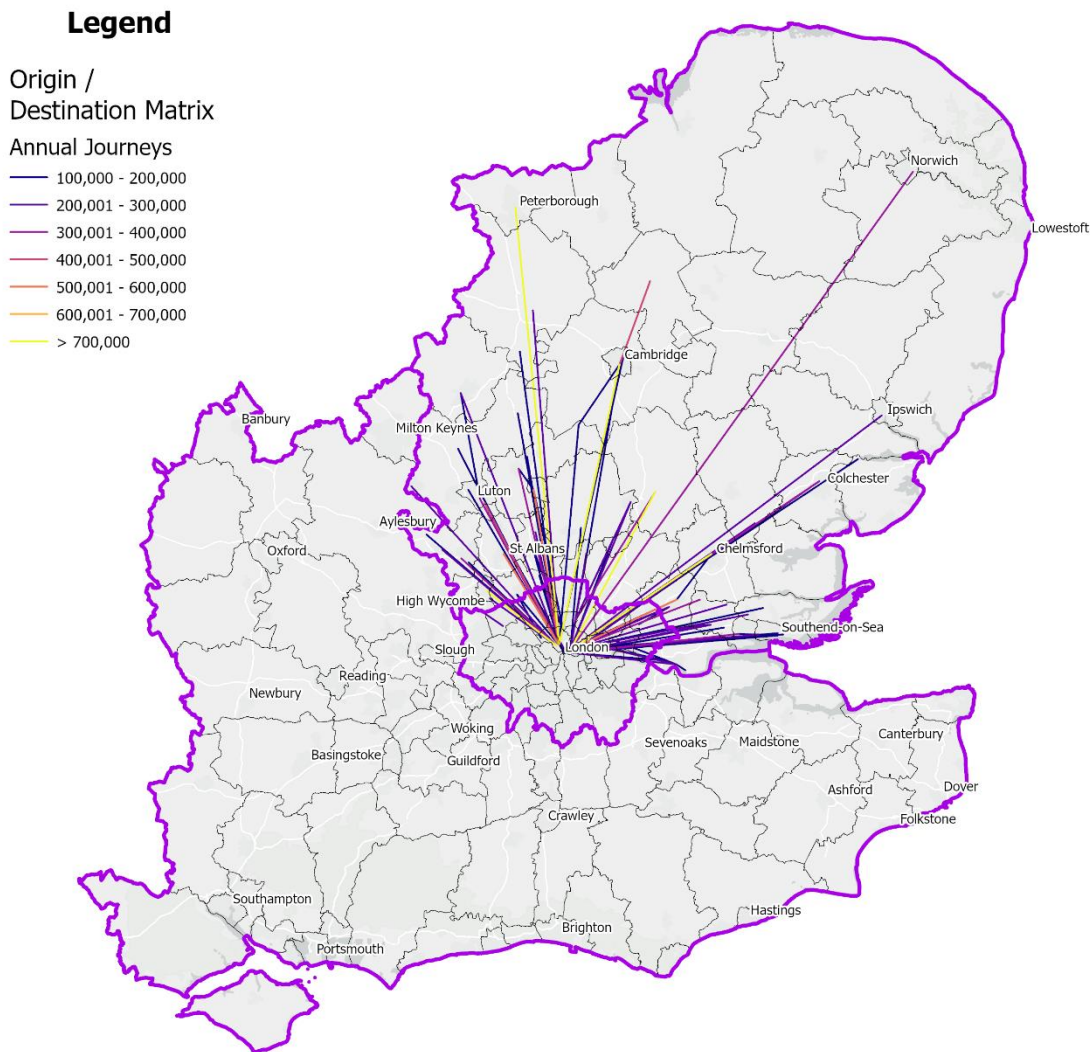 Legend
Origin /
Destination Matrix
Annual Journeys
100,000 - 200,000
200,001 - 300,000
300,001 - 400,000
400,001 - 500,000
500,001 - 600,000
600,001 - 700,000
> 700,000
Norwich
Peterborough
Lowestoft
Cambridge
Ipswich
Banbury
Milton Keynes
Colchester
Luton
Aylesbury
Oxford
St Albans
Chelmsford
High Wycombe
Southend-on-Sea
London
Slough
Reading
Newbury
Woking
Canterbury
Sevenoaks
Maidstone
Basingstoke
Guildford
Dover
Ashford
Crawley
Folkstone
Southampton
Hastings
Brighton
Portsmouth